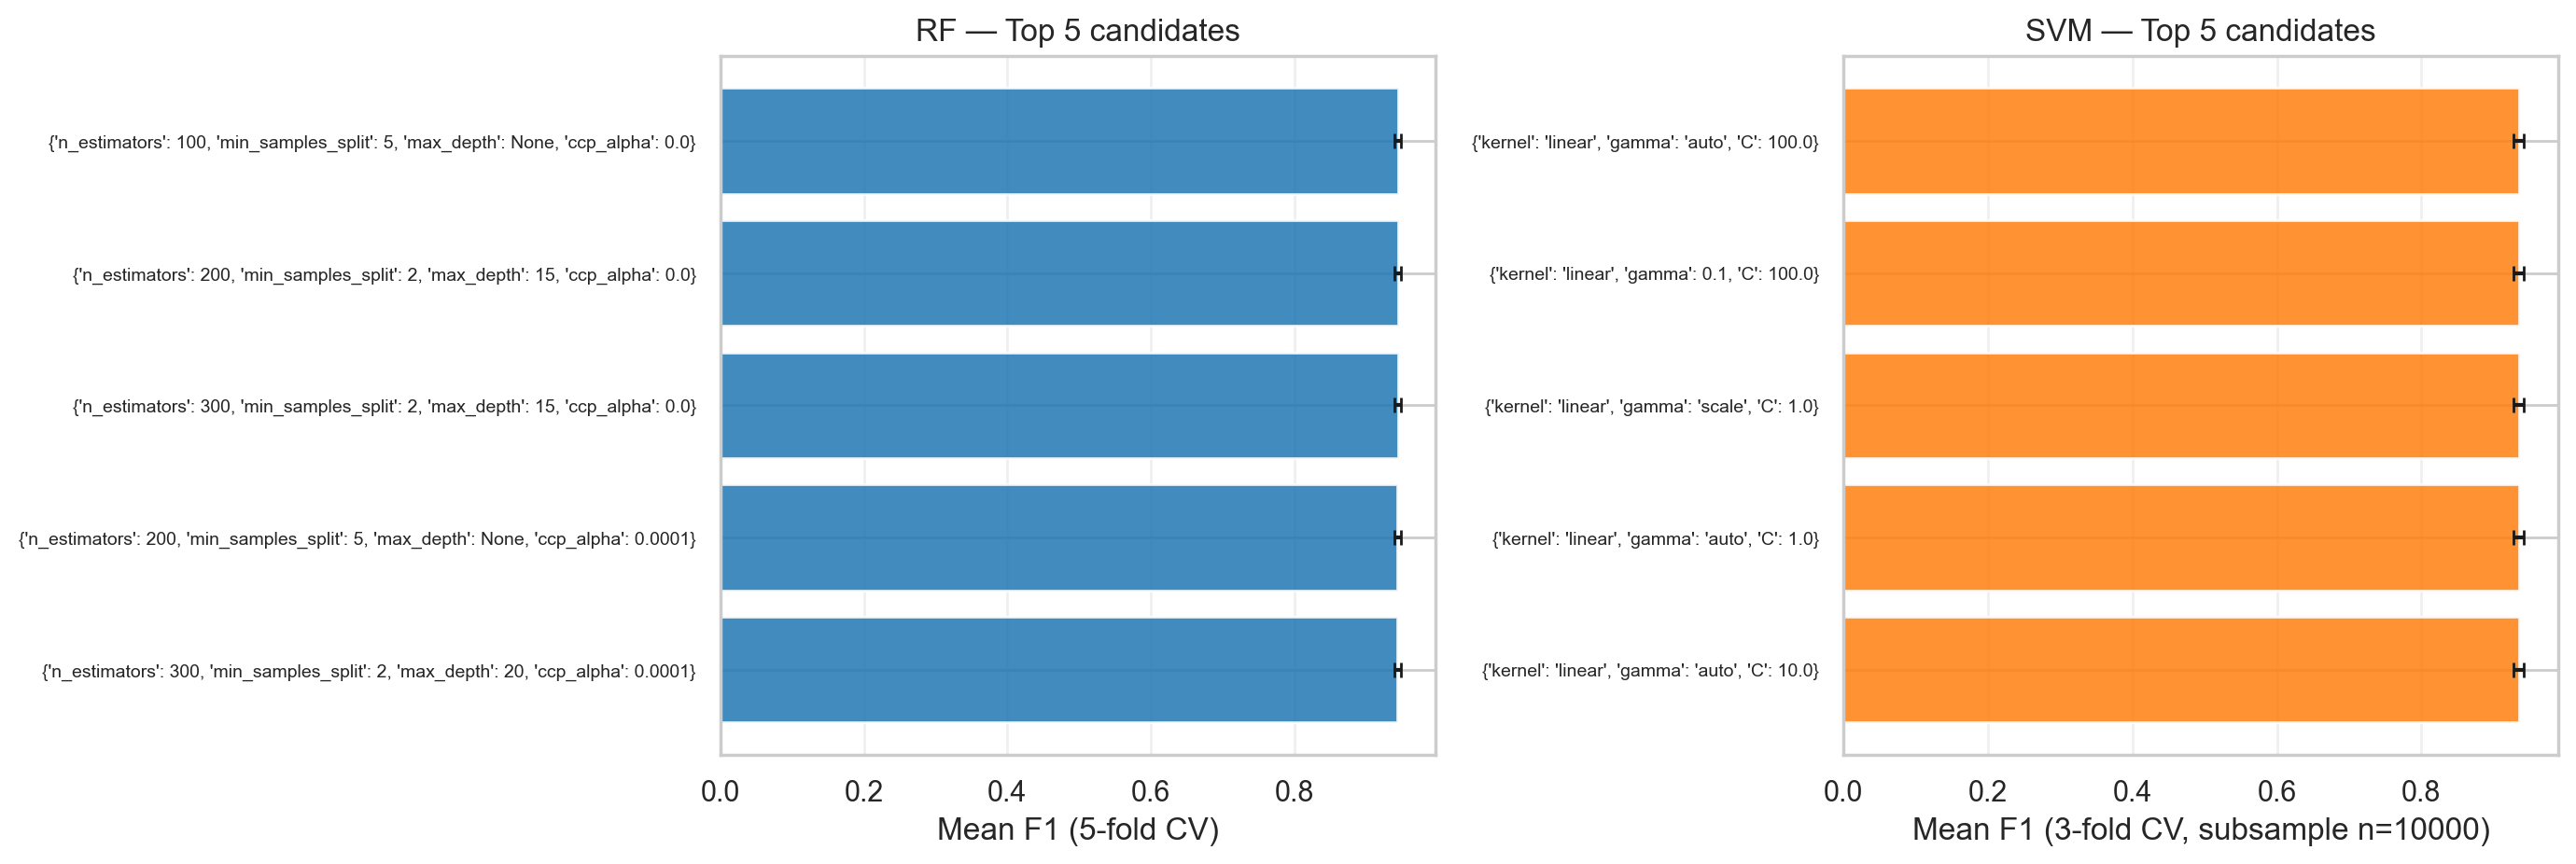 RF — Top 5 candidates
{'n_estimators': 100, 'min_samples_split': 5, 'max_depth': None, 'ccp_alpha': 0.0}
{'n_estimators': 200, 'min_samples_split': 2, 'max_depth': 15, 'ccp_alpha': 0.0}
{'n_estimators': 300, 'min_samples_split': 2, 'max_depth': 15, 'ccp_alpha': 0.0}
{'n_estimators': 200, 'min_samples_split': 5, 'max_depth': None, 'ccp_alpha': 0.0001}
{'n_estimators': 300, 'min_samples_split': 2, 'max_depth': 20, 'ccp_alpha': 0.0001}
0.0 0.2 0.4 0.6 0.8
Mean F1 (5-fold CV)
SVM — Top 5 candidates
{'kernel': 'linear', 'gamma': 'auto', 'C': 100.0}
{'kernel': 'linear', 'gamma': 0.1, 'C': 100.0}
{'kernel': 'linear', 'gamma': 'scale', 'C': 1.0}
{'kernel': 'linear', 'gamma': 'auto', 'C': 1.0}
{'kernel': 'linear', 'gamma': 'auto', 'C': 10.0}
0.0 0.2 0.4 0.6 0.8
Mean F1 (3-fold CV, subsample n=10000)